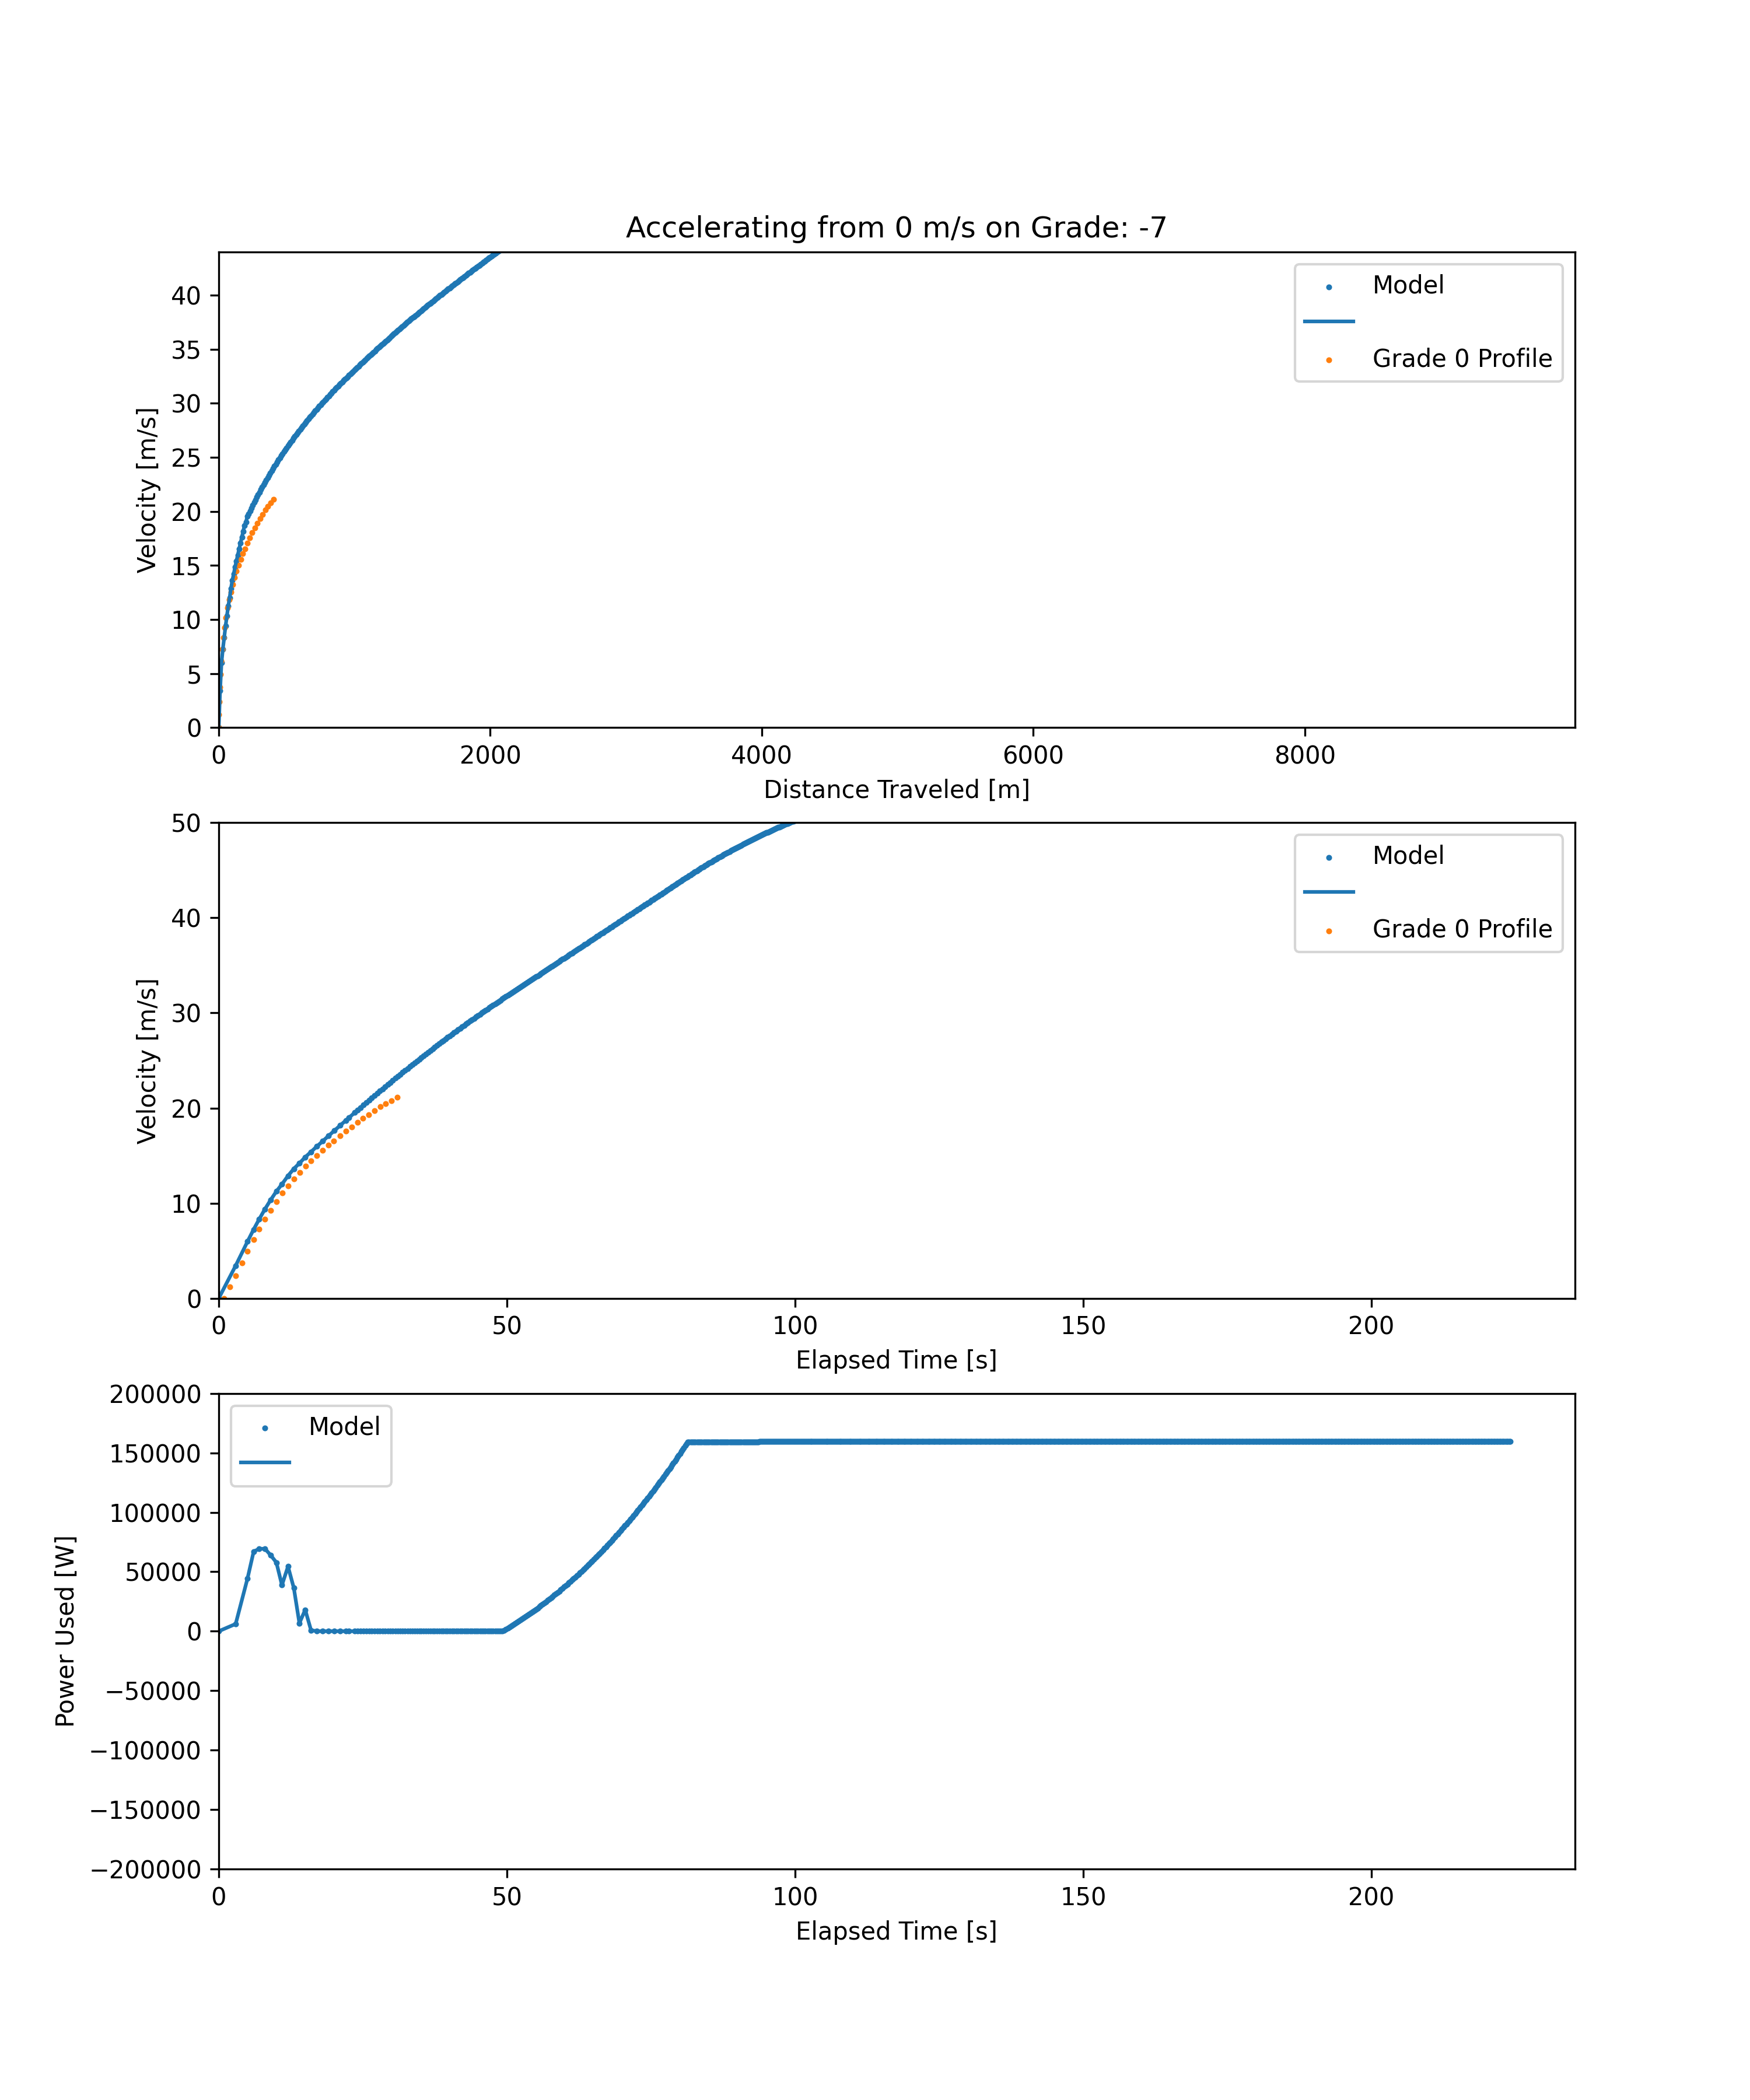 Accelerating from 0 m/s on Grade: -7
40
35
30
25
20
15
10
5
0
Velocity [m/s]
Model
Grade 0 Profile
0 2000 4000 6000 8000
Distance Traveled [m]
50
40
30
20
10
0
Velocity [m/s]
Model
Grade 0 Profile
0 50 100 150 200
Elapsed Time [s]
200000
150000
100000
50000
0
−50000
−100000
−150000
−200000
Power Used [W]
Model
0 50 100 150 200
Elapsed Time [s]